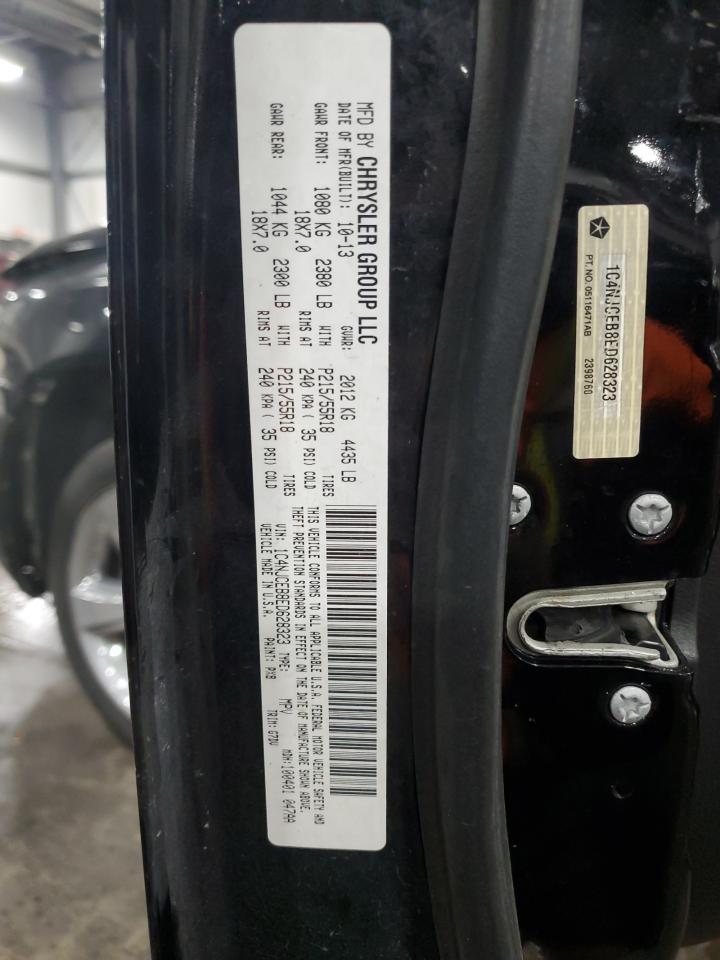 MFD BY CHRYSLER GROUP LLC
DATE OF MFR(BUILT): 10-13 GVWR: 2012 KG 4435 LB
GAWR FRONT: 1080 KG 2380 LB WITH P215/55R18 TIRES
18X7.0 RIMS AT 240 KPA ( 35 PSI) COLD
GAWR REAR: 1044 KG 2300 LB WITH P215/55R18 TIRES
18X7.0 RIMS AT 240 KPA ( 35 PSI) COLD
THIS VEHICLE CONFORMS TO ALL APPLICABLE U.S.A. FEDERAL MOTOR VEHICLE SAFETY AND
THEFT PREVENTION STANDARDS IN EFFECT ON THE DATE OF MANUFACTURE SHOWN ABOVE.
VIN: 1C4NJCEB8ED628323 TYPE: MPV MDH:100401 047AA
VEHICLE MADE IN U.S.A. PAINT: PX8 TRIM: G7DV
1C4NJCEB8ED628323
PT. NO. 05116471AB 2398760